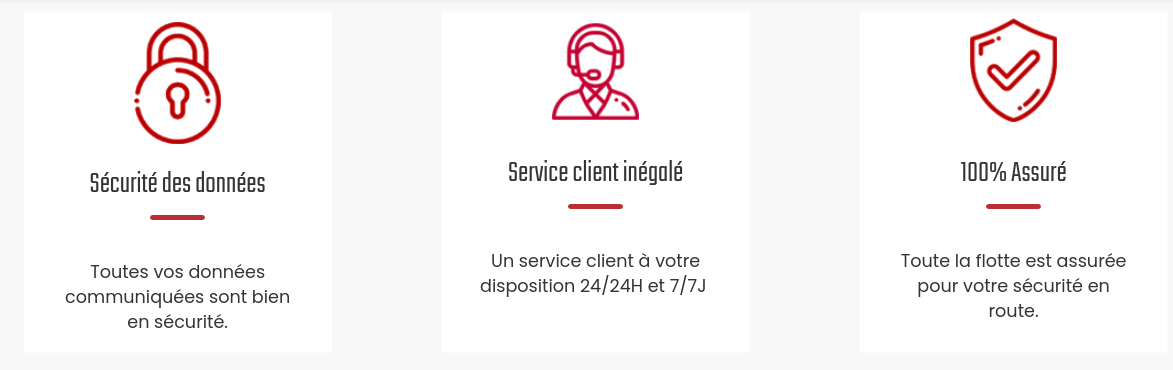 Sécurité des données
Toutes vos données
communiquées sont bien
en sécurité.
Service client inégalé
Un service client à votre
disposition 24/24H et 7/7J
100% Assuré
Toute la flotte est assurée
pour votre sécurité en
route.